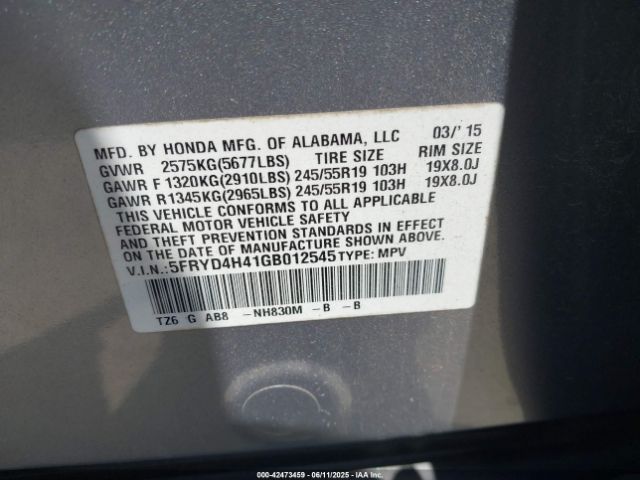 MFD. BY HONDA MFG. OF ALABAMA, LLC 03/'15
GVWR 2575KG(5677LBS) TIRE SIZE RIM SIZE
GAWR F 1320KG(2910LBS) 245/55R19 103H 19X8.0J
GAWR R1345KG(2965LBS) 245/55R19 103H 19X8.0J
THIS VEHICLE CONFORMS TO ALL APPLICABLE
FEDERAL MOTOR VEHICLE SAFETY
AND THEFT PREVENTION STANDARDS IN EFFECT
ON THE DATE OF MANUFACTURE SHOWN ABOVE.
V.I.N.:5FRYD4H41GB012545TYPE: MPV
TZ6 G AB8 -NH830M -B -B
000-42473459 - 06/11/2025 - IAA Inc.